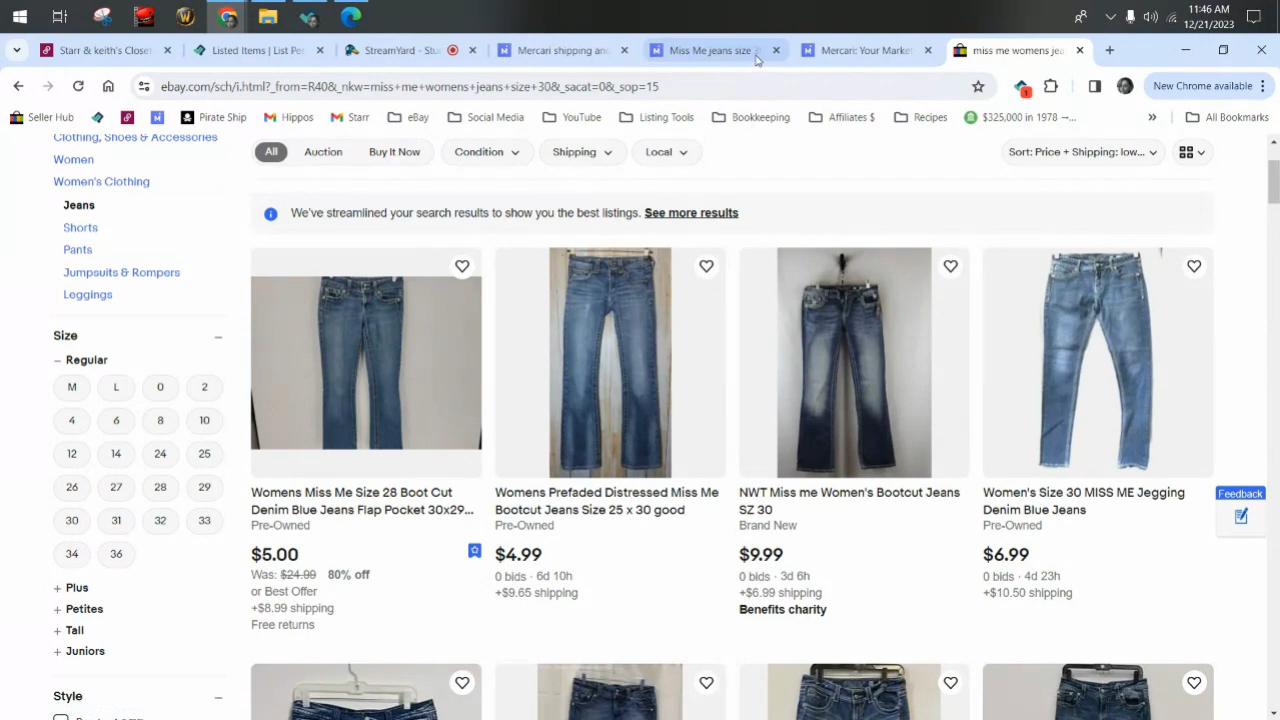 11:46 AM
12/21/2023
Starr & keith's Closet
Listed Items | List Per
StreamYard - Stu
Mercari shipping and
Miss Me jeans size
Mercari: Your Market
miss me womens jea
ebay.com/sch/i.html?_from=R40&_nkw=miss+me+womens+jeans+size+30&_sacat=0&_sop=15
1
New Chrome available
Seller Hub
Pirate Ship
Hippos
Starr
eBay
Social Media
YouTube
Listing Tools
Bookkeeping
Affiliates $
Recipes
$325,000 in 1978 →...
All Bookmarks
Clothing, Shoes & Accessories
Women
Women's Clothing
Jeans
Shorts
Pants
Jumpsuits & Rompers
Leggings
Size
Regular
M L 0 2
4 6 8 10
12 14 24 25
26 27 28 29
30 31 32 33
34 36
Plus
Petites
Tall
Juniors
Style
All Auction Buy It Now Condition Shipping Local
Sort: Price + Shipping: low...
We've streamlined your search results to show you the best listings. See more results
Womens Miss Me Size 28 Boot Cut
Denim Blue Jeans Flap Pocket 30x29...
Pre-Owned
$5.00
Was: $24.99 80% off
or Best Offer
+$8.99 shipping
Free returns
Womens Prefaded Distressed Miss Me
Bootcut Jeans Size 25 x 30 good
Pre-Owned
$4.99
0 bids · 6d 10h
+$9.65 shipping
NWT Miss me Women's Bootcut Jeans
SZ 30
Brand New
$9.99
0 bids · 3d 6h
+$6.99 shipping
Benefits charity
Women's Size 30 MISS ME Jegging
Denim Blue Jeans
Pre-Owned
$6.99
0 bids · 4d 23h
+$10.50 shipping
Feedback